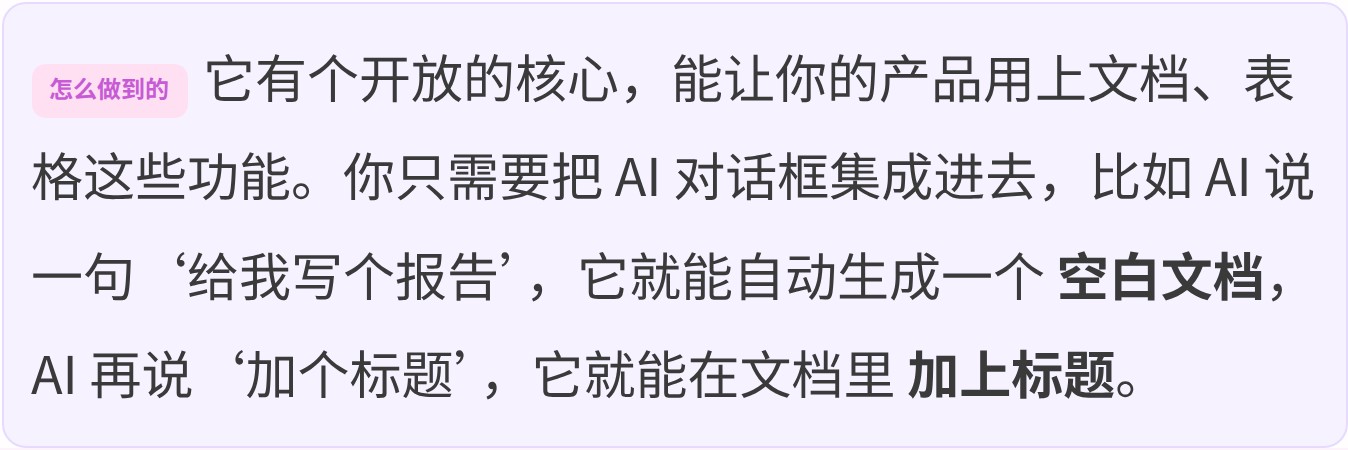 怎么做到的 它有个开放的核心，能让你的产品用上文档、表
格这些功能。你只需要把 AI 对话框集成进去，比如 AI 说
一句‘给我写个报告’，它就能自动生成一个 空白文档，
AI 再说‘加个标题’，它就能在文档里 加上标题。